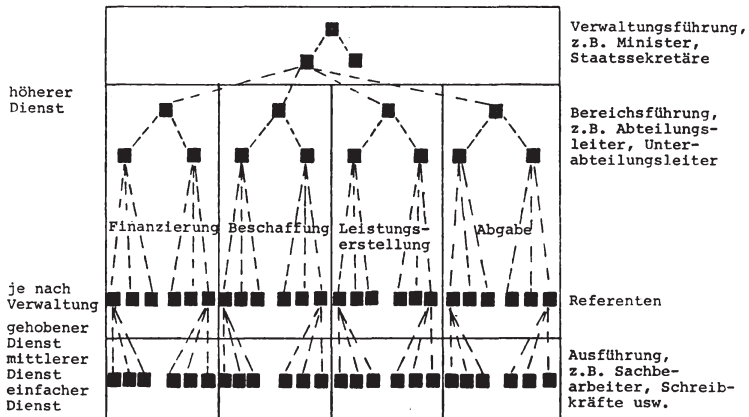 Verwaltungsführung,
z.B. Minister,
Staatssekretäre
höherer
Dienst
Bereichsführung,
z.B. Abteilungs-
leiter, Unter-
abteilungsleiter
Finanzierung
Beschaffung
Leistungs-
erstellung
Abgabe
je nach
Verwaltung
Referenten
gehobener
Dienst
mittlerer
Dienst
einfacher
Dienst
Ausführung,
z.B. Sachbe-
arbeiter, Schreib-
kräfte usw.